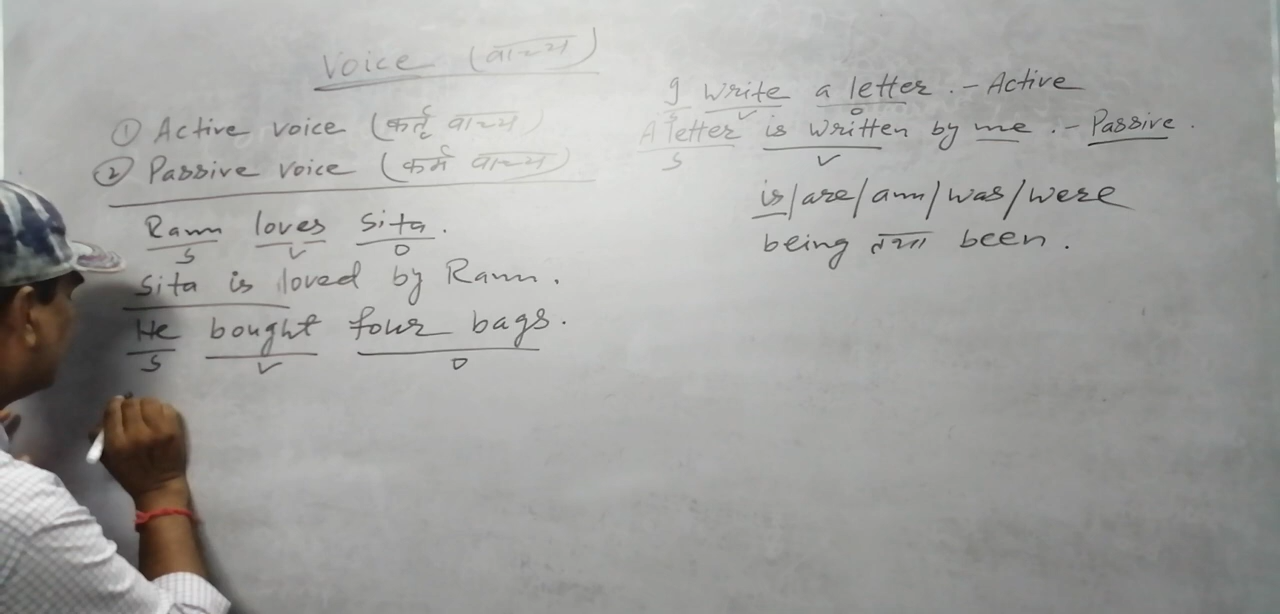 Voice (वाच्य)
① Active voice (कर्तृ वाच्य)
② Passive voice (कर्म वाच्य)
Ram loves Sita.
S V O
Sita is loved by Ram.
He bought four bags.
S V O
I write a letter. - Active
S V O
A letter is written by me. - Passive.
S V
is/are/am/was/were
being तथा been.